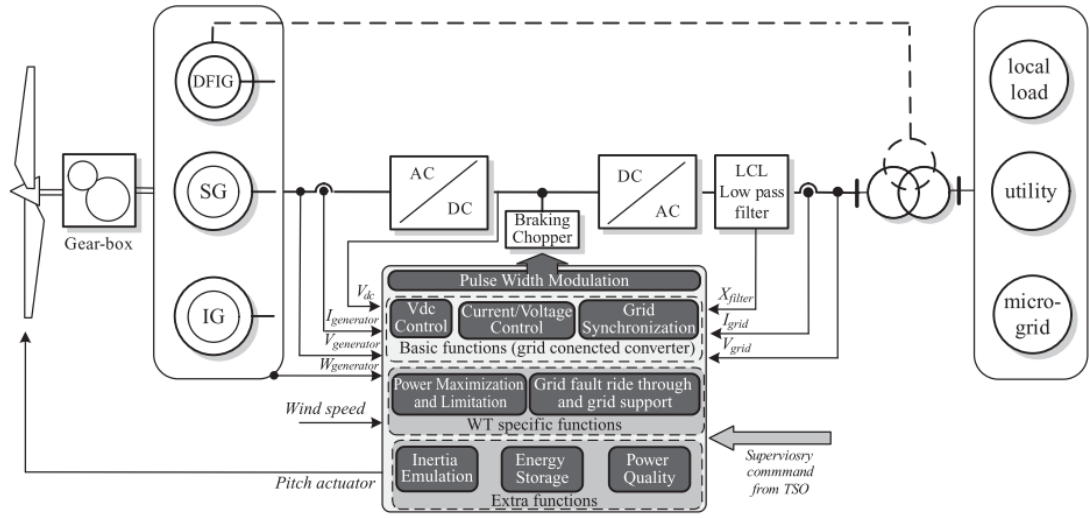 DFIG
SG
IG
Gear-box
AC
DC
Braking
Chopper
DC
AC
LCL
Low pass
filter
local
load
utility
micro-
grid
Pulse Width Modulation
Vdc
Control
Current/Voltage
Control
Grid
Synchronization
Basic functions (grid conencted converter)
Power Maximization
and Limitation
Grid fault ride through
and grid support
WT specific functions
Inertia
Emulation
Energy
Storage
Power
Quality
Extra functions
Vdc
Igenerator
Vgenerator
Wgenerator
Wind speed
Pitch actuator
Xfilter
Igrid
Vgrid
Superviosry
commmand
from TSO